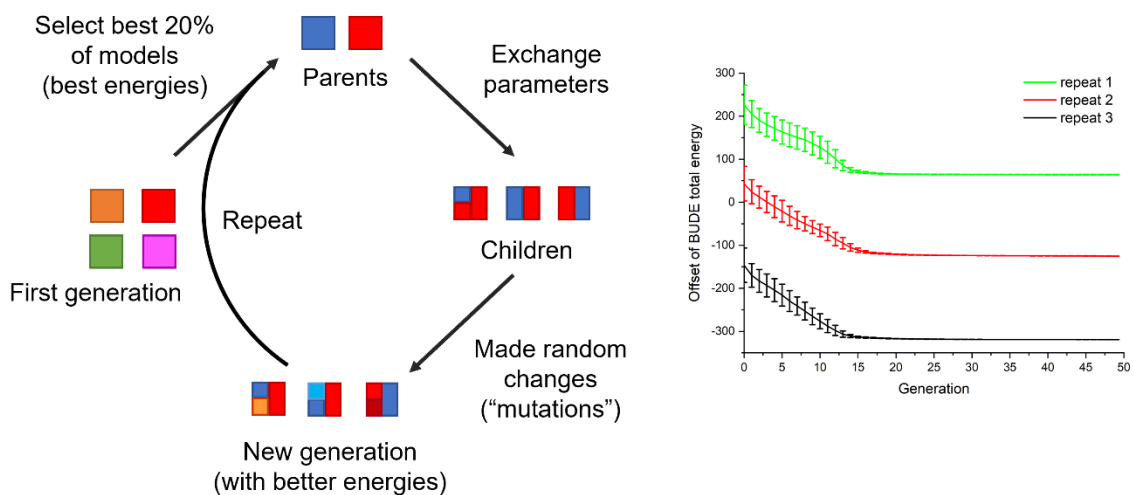 Select best 20%
of models
(best energies)
Parents
Exchange
parameters
Repeat
First generation
Children
Made random
changes
(“mutations”)
New generation
(with better energies)
repeat 1
repeat 2
repeat 3
Offset of BUDE total energy
200
100
0
-100
-200
-300
0
5
10
15
20
25
30
35
40
45
50
Generation